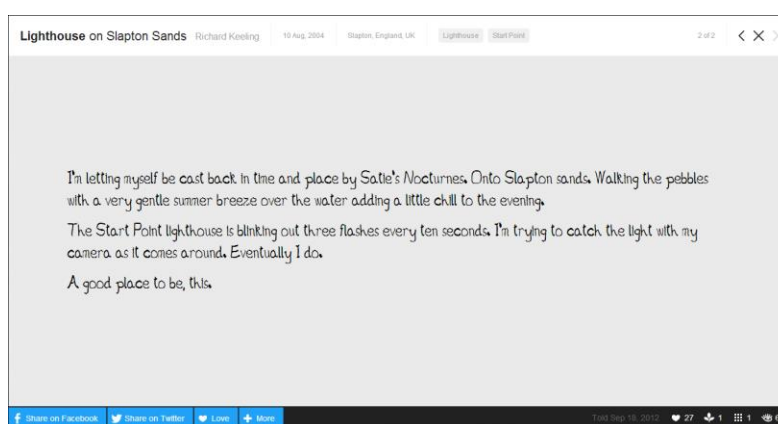 Lighthouse on Slapton Sands Richard Keeling 10 Aug, 2004 Slapton, England, UK Lighthouse Start Point 2 of 2
I'm letting myself be cast back in time and place by Satie's Nocturnes. Onto Slapton sands. Walking the pebbles
with a very gentle summer breeze over the water adding a little chill to the evening.
The Start Point lighthouse is blinking out three flashes every ten seconds. I'm trying to catch the light with my
camera as it comes around. Eventually I do.
A good place to be, this.
Share on Facebook Share on Twitter Love + More Told Sep 18, 2012 27 1 1 6